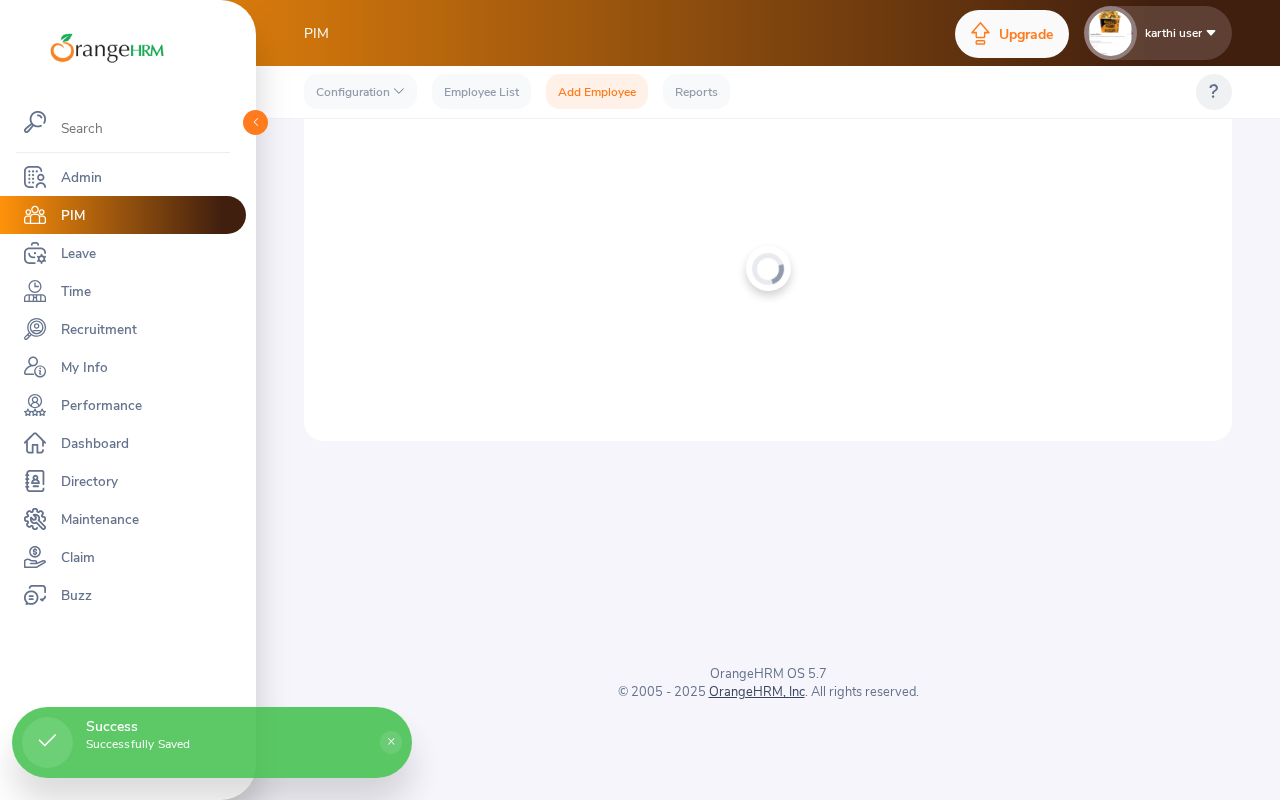 OrangeHRM
PIM
Upgrade
karthi user
Configuration
Employee List
Add Employee
Reports
?
Search
Admin
PIM
Leave
Time
Recruitment
My Info
Performance
Dashboard
Directory
Maintenance
Claim
Buzz
OrangeHRM OS 5.7
© 2005 - 2025 OrangeHRM, Inc. All rights reserved.
Success
Successfully Saved
×